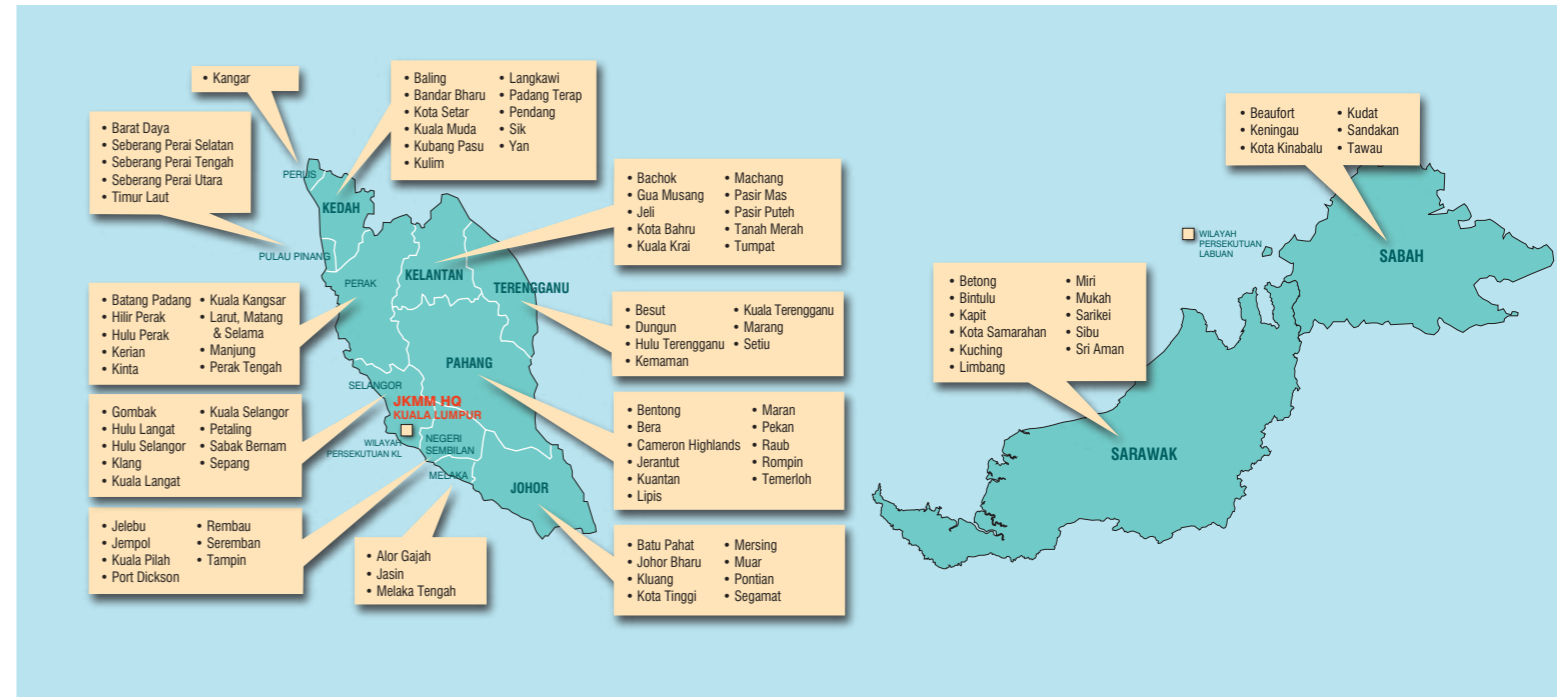 • Kangar
• Baling
• Bandar Bharu
• Kota Setar
• Kuala Muda
• Kubang Pasu
• Kulim
• Langkawi
• Padang Terap
• Pendang
• Sik
• Yan
• Barat Daya
• Seberang Perai Selatan
• Seberang Perai Tengah
• Seberang Perai Utara
• Timur Laut
PERLIS
KEDAH
PULAU PINANG
PERAK
KELANTAN
TERENGGANU
• Bachok
• Gua Musang
• Jeli
• Kota Bahru
• Kuala Krai
• Machang
• Pasir Mas
• Pasir Puteh
• Tanah Merah
• Tumpat
• Batang Padang
• Hilir Perak
• Hulu Perak
• Kerian
• Kinta
• Kuala Kangsar
• Larut, Matang
& Selama
• Manjung
• Perak Tengah
• Besut
• Dungun
• Hulu Terengganu
• Kemaman
• Kuala Terengganu
• Marang
• Setiu
PAHANG
SELANGOR
JKMM HQ
KUALA LUMPUR
WILAYAH
PERSEKUTUAN KL
NEGERI
SEMBILAN
MELAKA
JOHOR
• Gombak
• Hulu Langat
• Hulu Selangor
• Klang
• Kuala Langat
• Kuala Selangor
• Petaling
• Sabak Bernam
• Sepang
• Bentong
• Bera
• Cameron Highlands
• Jerantut
• Kuantan
• Lipis
• Maran
• Pekan
• Raub
• Rompin
• Temerloh
• Jelebu
• Jempol
• Kuala Pilah
• Port Dickson
• Rembau
• Seremban
• Tampin
• Alor Gajah
• Jasin
• Melaka Tengah
• Batu Pahat
• Johor Bharu
• Kluang
• Kota Tinggi
• Mersing
• Muar
• Pontian
• Segamat
• Beaufort
• Keningau
• Kota Kinabalu
• Kudat
• Sandakan
• Tawau
WILAYAH
PERSEKUTUAN
LABUAN
SABAH
• Betong
• Bintulu
• Kapit
• Kota Samarahan
• Kuching
• Limbang
• Miri
• Mukah
• Sarikei
• Sibu
• Sri Aman
SARAWAK